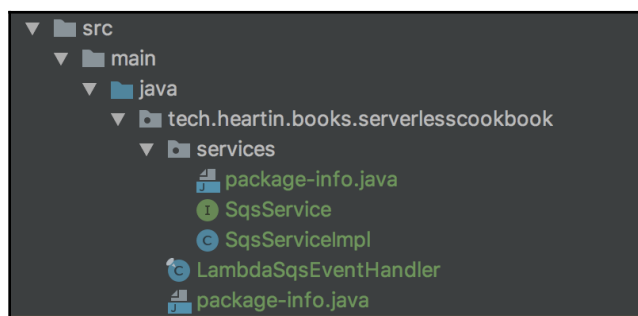 src
main
java
tech.heartin.books.serverlesscookbook
services
package-info.java
SqsService
SqsServiceImpl
LambdaSqsEventHandler
package-info.java